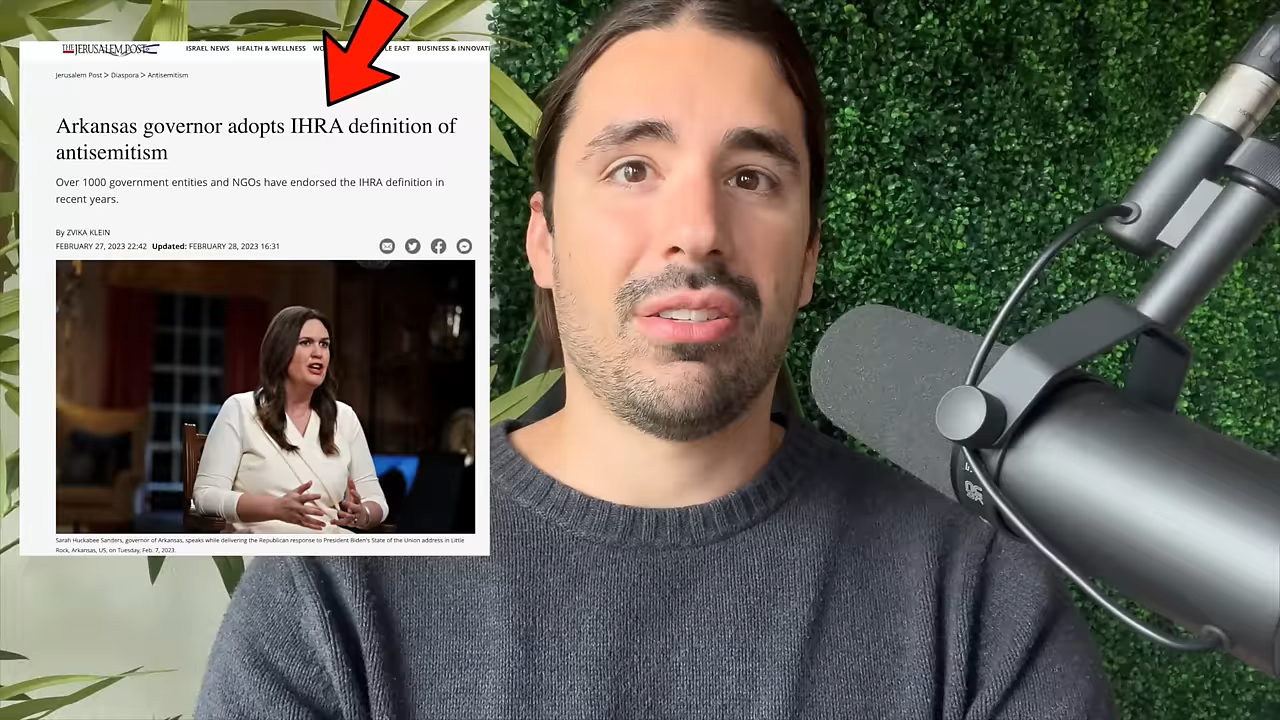 THE JERUSALEM POST
ISRAEL NEWS HEALTH & WELLNESS BUSINESS & INNOVATI
Jerusalem Post > Diaspora > Antisemitism
Arkansas governor adopts IHRA definition of
antisemitism
Over 1000 government entities and NGOs have endorsed the IHRA definition in
recent years.
By ZVIKA KLEIN
FEBRUARY 27, 2023 22:42 Updated: FEBRUARY 28, 2023 16:31
Sarah Huckabee Sanders, governor of Arkansas, speaks while delivering the Republican response to President Biden's State of the Union address in Little
Rock, Arkansas, US, on Tuesday, Feb. 7, 2023.